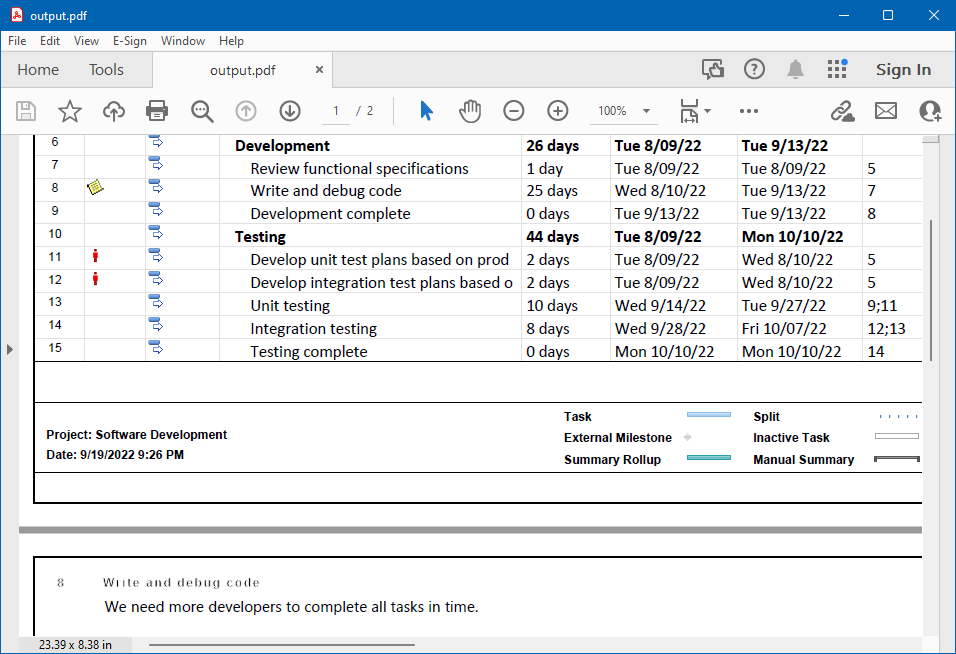 output.pdf
File Edit View E-Sign Window Help
Home Tools output.pdf × Sign In
1 / 2 100%
6 Development 26 days Tue 8/09/22 Tue 9/13/22
7 Review functional specifications 1 day Tue 8/09/22 Tue 8/09/22 5
8 Write and debug code 25 days Wed 8/10/22 Tue 9/13/22 7
9 Development complete 0 days Tue 9/13/22 Tue 9/13/22 8
10 Testing 44 days Tue 8/09/22 Mon 10/10/22
11 Develop unit test plans based on prod 2 days Tue 8/09/22 Wed 8/10/22 5
12 Develop integration test plans based o 2 days Tue 8/09/22 Wed 8/10/22 5
13 Unit testing 10 days Wed 9/14/22 Tue 9/27/22 9;11
14 Integration testing 8 days Wed 9/28/22 Fri 10/07/22 12;13
15 Testing complete 0 days Mon 10/10/22 Mon 10/10/22 14
Task Split
Project: Software Development External Milestone Inactive Task
Date: 9/19/2022 9:26 PM Summary Rollup Manual Summary
8 Write and debug code
We need more developers to complete all tasks in time.
23.39 x 8.38 in